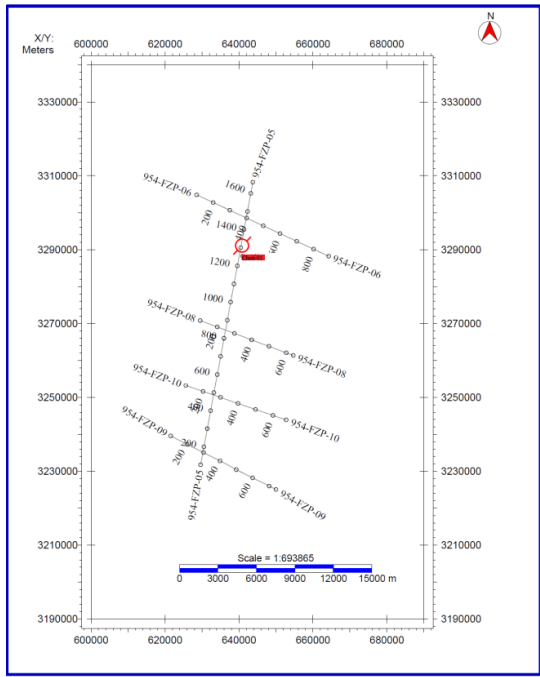 N
X/Y:
Meters
600000 620000 640000 660000 680000
3330000 3330000
954-FZP-05
3310000 3310000
954-FZP-06
1600
200
1400
400
600
800
3290000 3290000
954-FZP-06
1200
1000
3270000 3270000
954-FZP-08
800
200
400
600
954-FZP-08
600
954-FZP-10
3250000 3250000
400
400
600
954-FZP-10
954-FZP-09
200
200
400
600
3230000 3230000
954-FZP-05
954-FZP-09
3210000 3210000
Scale = 1:693865
0 3000 6000 9000 12000 15000 m
3190000 3190000
600000 620000 640000 660000 680000